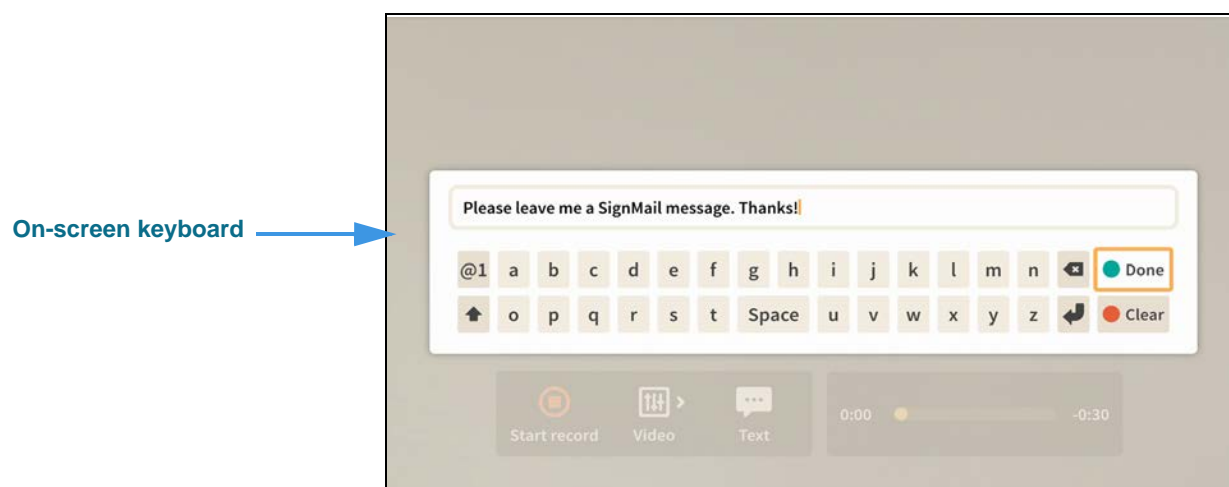 Please leave me a SignMail message. Thanks!
On-screen keyboard
@1 a b c d e f g h i j k l m n Done
o p q r s t Space u v w x y z Clear
0:00 -0:30
Start record Video Text